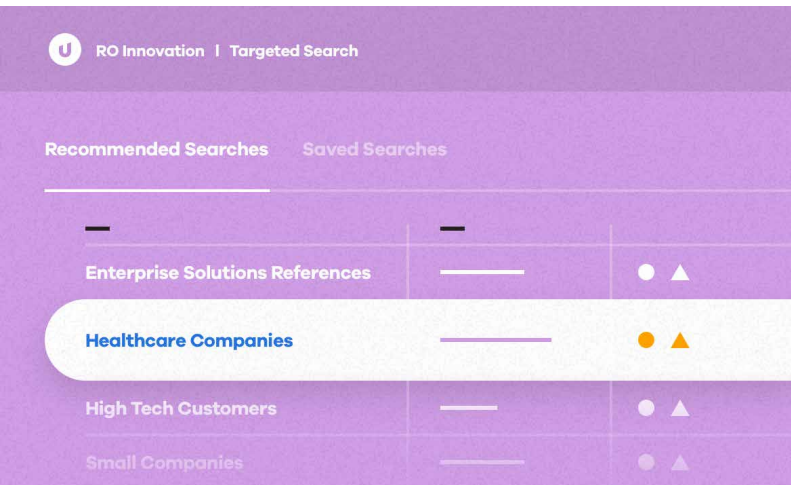 U RO Innovation | Targeted Search
Recommended Searches Saved Searches
Enterprise Solutions References
Healthcare Companies
High Tech Customers
Small Companies